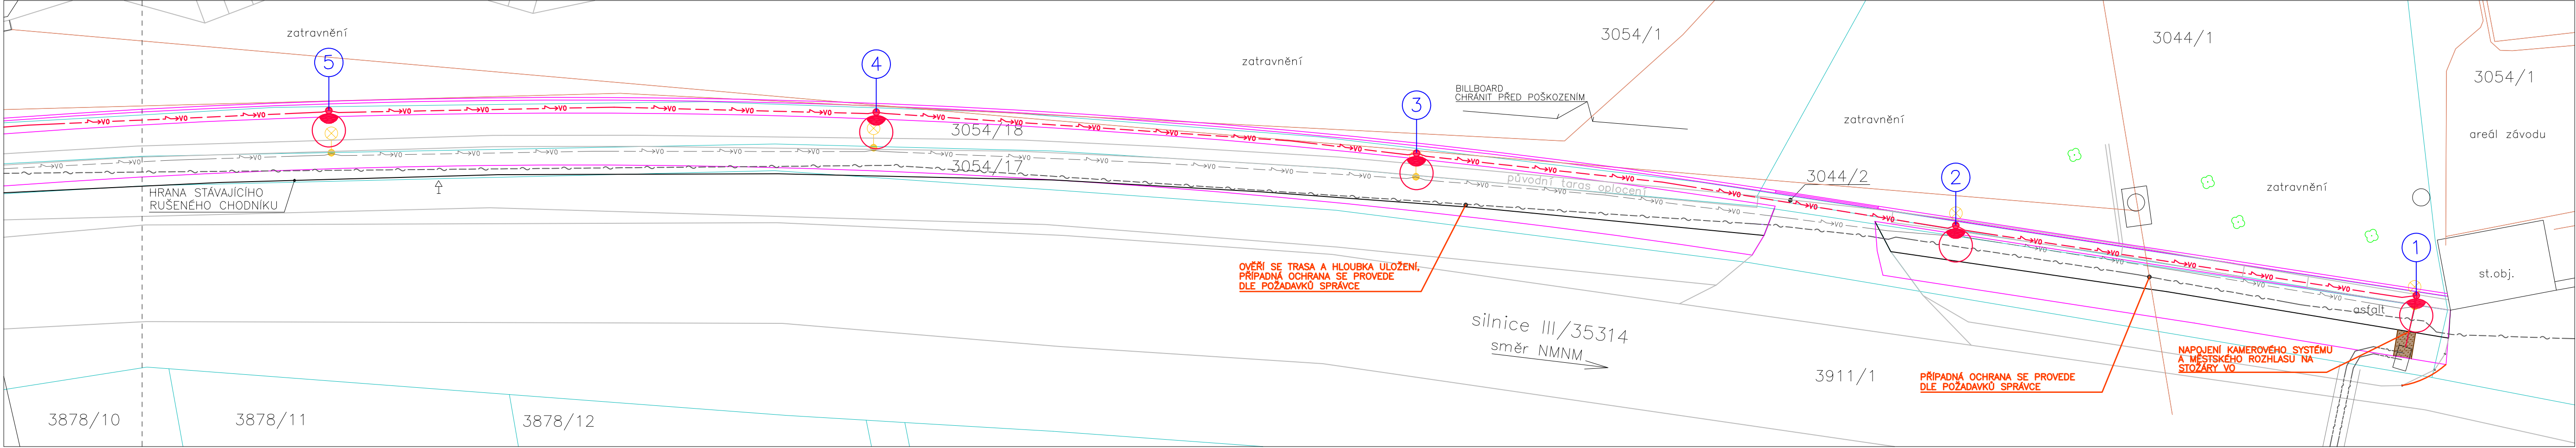 zatravnění
5
4
zatravnění
3054/1
3044/1
3054/1
BILLBOARD
CHRÁNIT PŘED POŠKOZENÍM
3
zatravnění
areál závodu
3054/18
3054/17
původní taras oplocení
3044/2
2
zatravnění
HRANA STÁVAJÍCÍHO
RUŠENÉHO CHODNÍKU
1
st.obj.
OVĚŘÍ SE TRASA A HLOUBKA ULOŽENÍ,
PŘÍPADNÁ OCHRANA SE PROVEDE
DLE POŽADAVKŮ SPRÁVCE
asfalt
silnice III/35314
směr NMNM
NAPOJENÍ KAMEROVÉHO SYSTÉMU
A MĚSTSKÉHO ROZHLASU NA
STOŽÁRY VO
3911/1
PŘÍPADNÁ OCHRANA SE PROVEDE
DLE POŽADAVKŮ SPRÁVCE
3878/10
3878/11
3878/12
VO